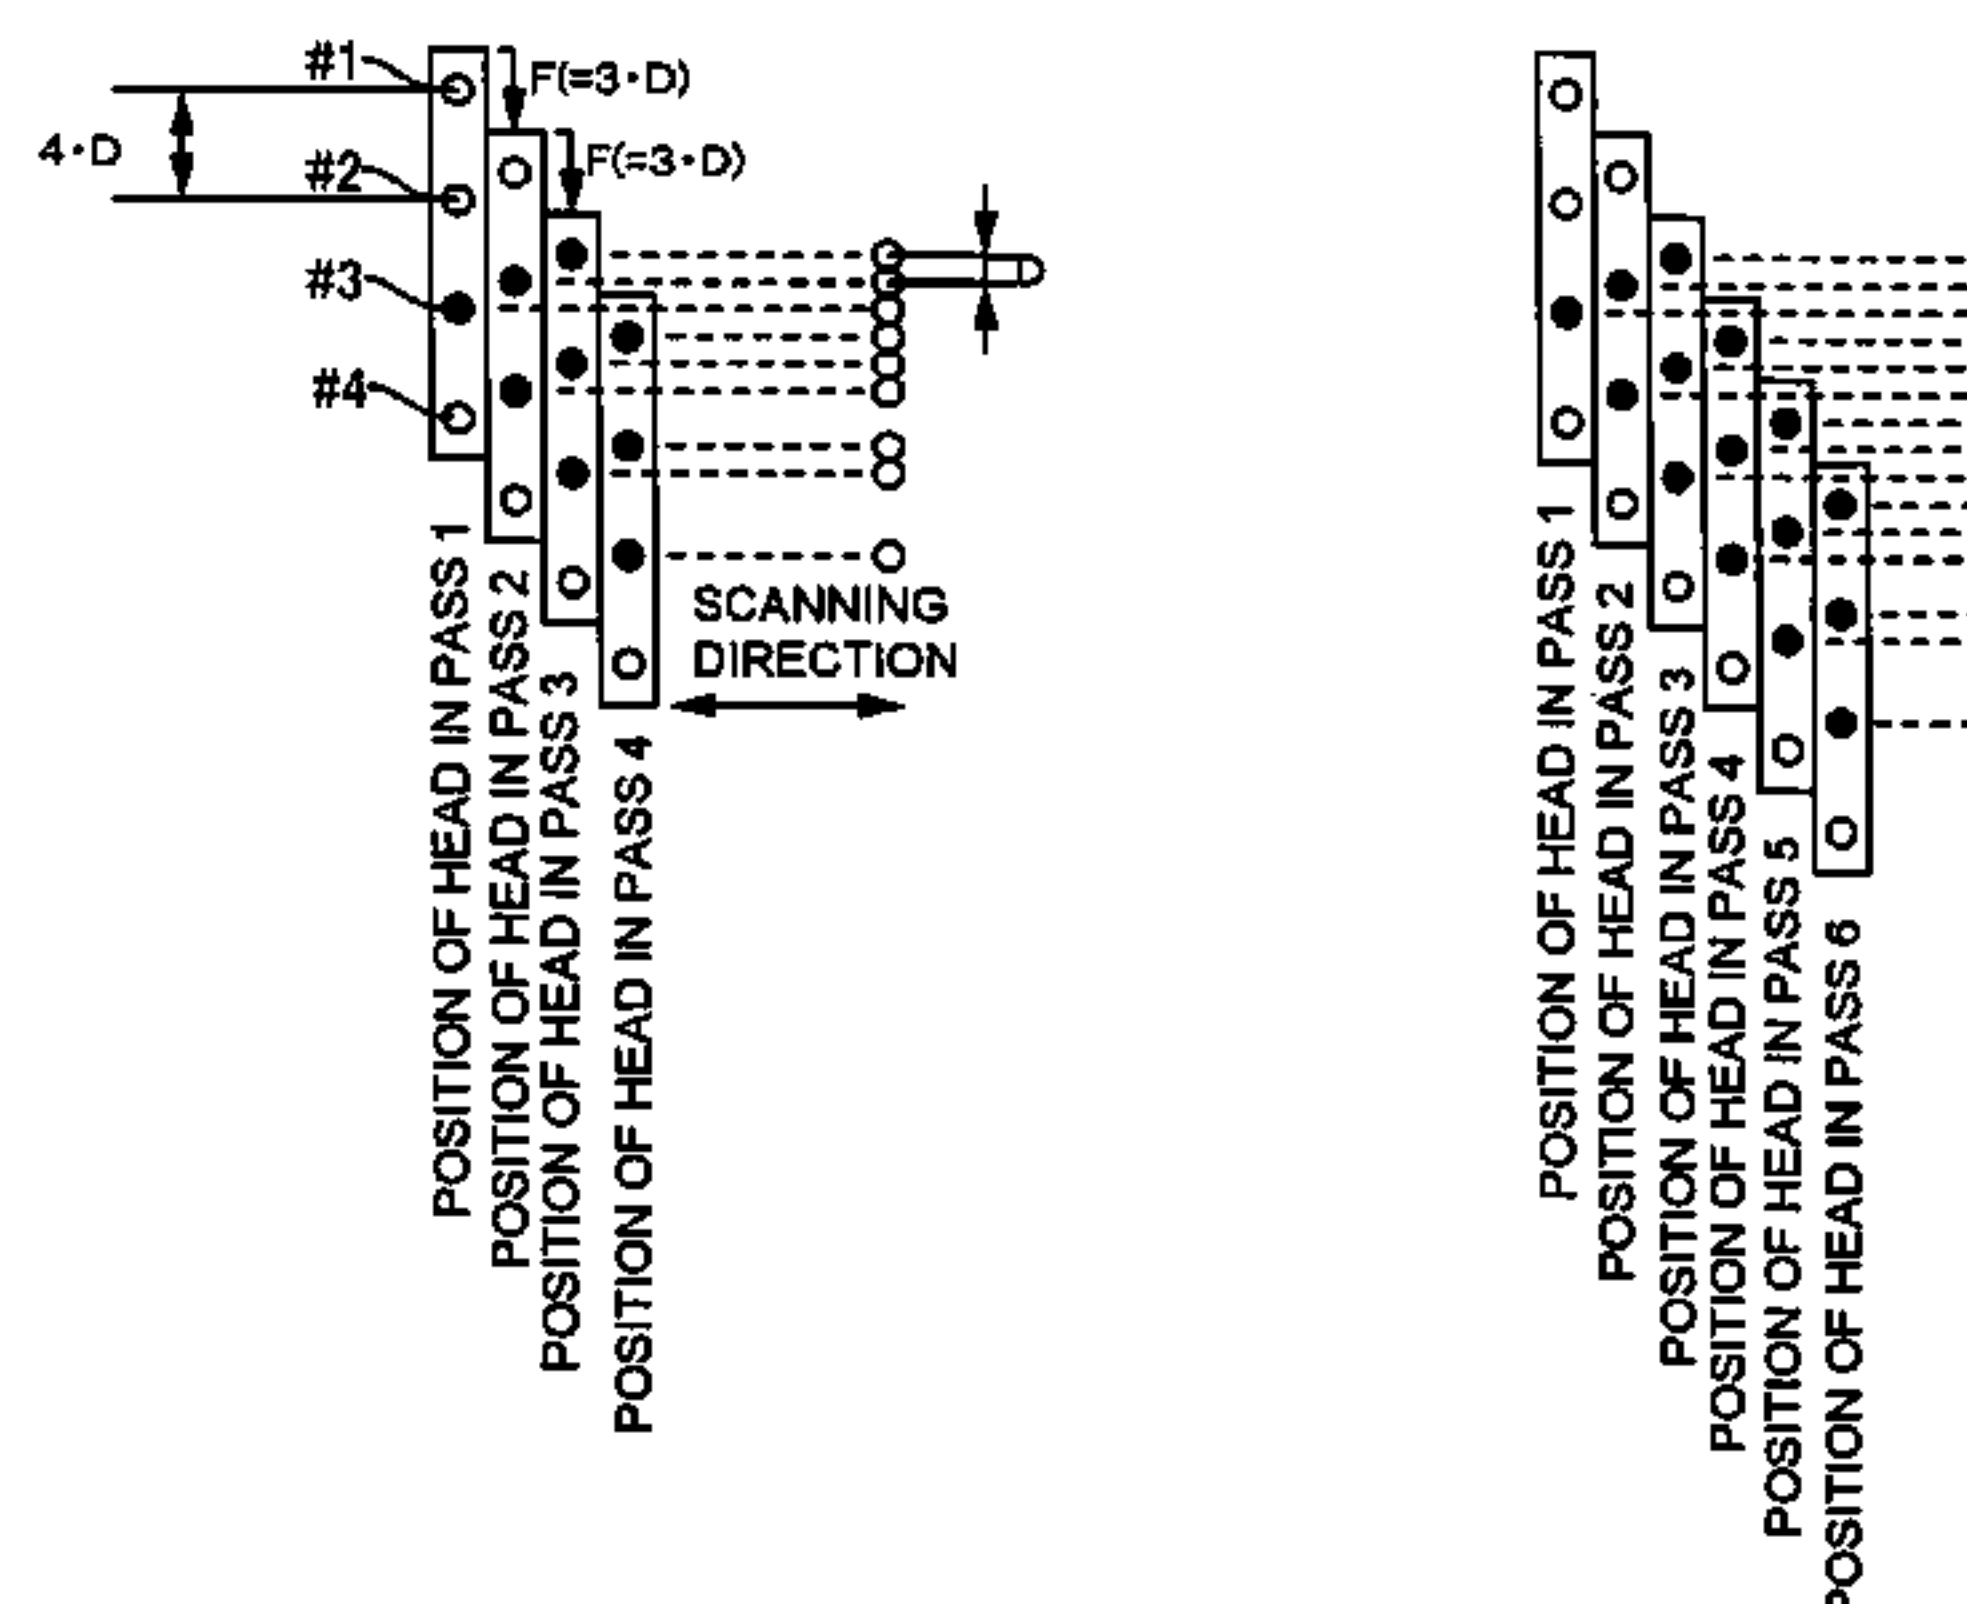 #1
F(=3·D)
4·D
#2
F(=3·D)
#3
D
#4
SCANNING
DIRECTION
POSITION OF HEAD IN PASS 1
POSITION OF HEAD IN PASS 2
POSITION OF HEAD IN PASS 3
POSITION OF HEAD IN PASS 4
POSITION OF HEAD IN PASS 1
POSITION OF HEAD IN PASS 2
POSITION OF HEAD IN PASS 3
POSITION OF HEAD IN PASS 4
POSITION OF HEAD IN PASS 5
POSITION OF HEAD IN PASS 6